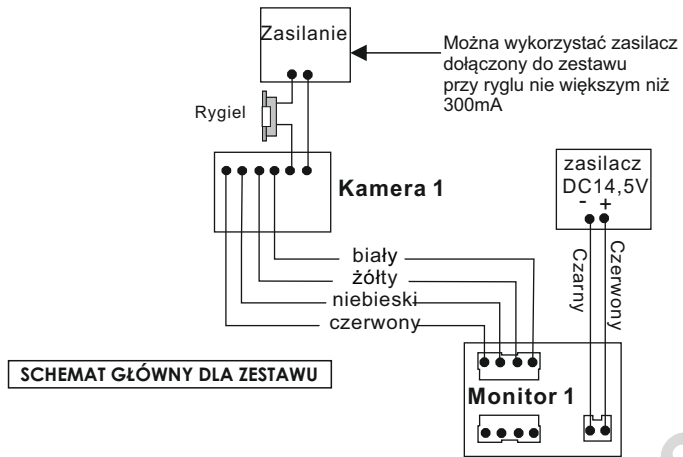 Zasilanie
Można wykorzystać zasilacz
dołączony do zestawu
przy ryglu nie większym niż
300mA
Rygiel
Kamera 1
zasilacz
DC14,5V
- +
Czarny
Czerwony
biały
żółty
niebieski
czerwony
SCHEMAT GŁÓWNY DLA ZESTAWU
Monitor 1